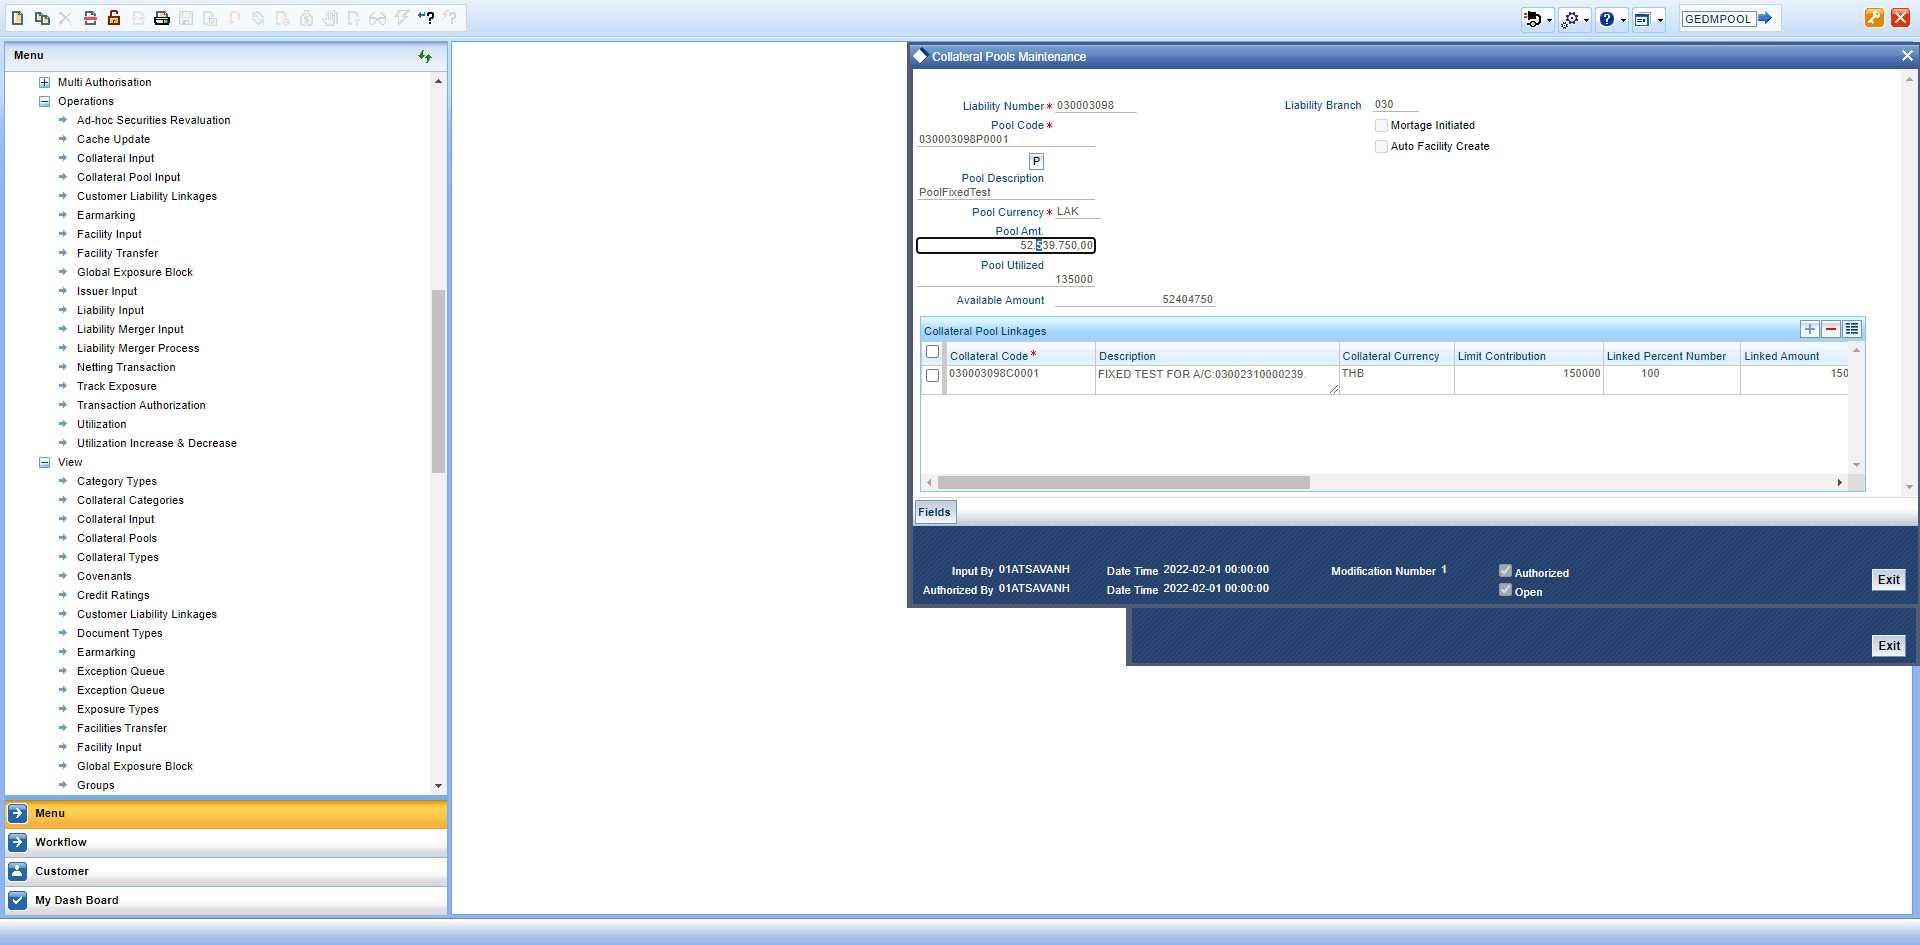 GEDMPOOL
Menu
Multi Authorisation
Operations
Ad-hoc Securities Revaluation
Cache Update
Collateral Input
Collateral Pool Input
Customer Liability Linkages
Earmarking
Facility Input
Facility Transfer
Global Exposure Block
Issuer Input
Liability Input
Liability Merger Input
Liability Merger Process
Netting Transaction
Track Exposure
Transaction Authorization
Utilization
Utilization Increase & Decrease
View
Category Types
Collateral Categories
Collateral Input
Collateral Pools
Collateral Types
Covenants
Credit Ratings
Customer Liability Linkages
Document Types
Earmarking
Exception Queue
Exception Queue
Exposure Types
Facilities Transfer
Facility Input
Global Exposure Block
Groups
Menu
Workflow
Customer
My Dash Board
Collateral Pools Maintenance
Liability Number * 030003098
Liability Branch 030
Pool Code *
030003098P0001
Mortage Initiated
Auto Facility Create
P
Pool Description
PoolFixedTest
Pool Currency * LAK
Pool Amt.
52.539.750,00
Pool Utilized
135000
Available Amount 52404750
Collateral Pool Linkages
Collateral Code * Description Collateral Currency Limit Contribution Linked Percent Number Linked Amount
030003098C0001 FIXED TEST FOR A/C:03002310000239. THB 150000 100 150
Fields
Input By 01ATSAVANH Date Time 2022-02-01 00:00:00 Modification Number 1 Authorized
Authorized By 01ATSAVANH Date Time 2022-02-01 00:00:00 Open
Exit
Exit